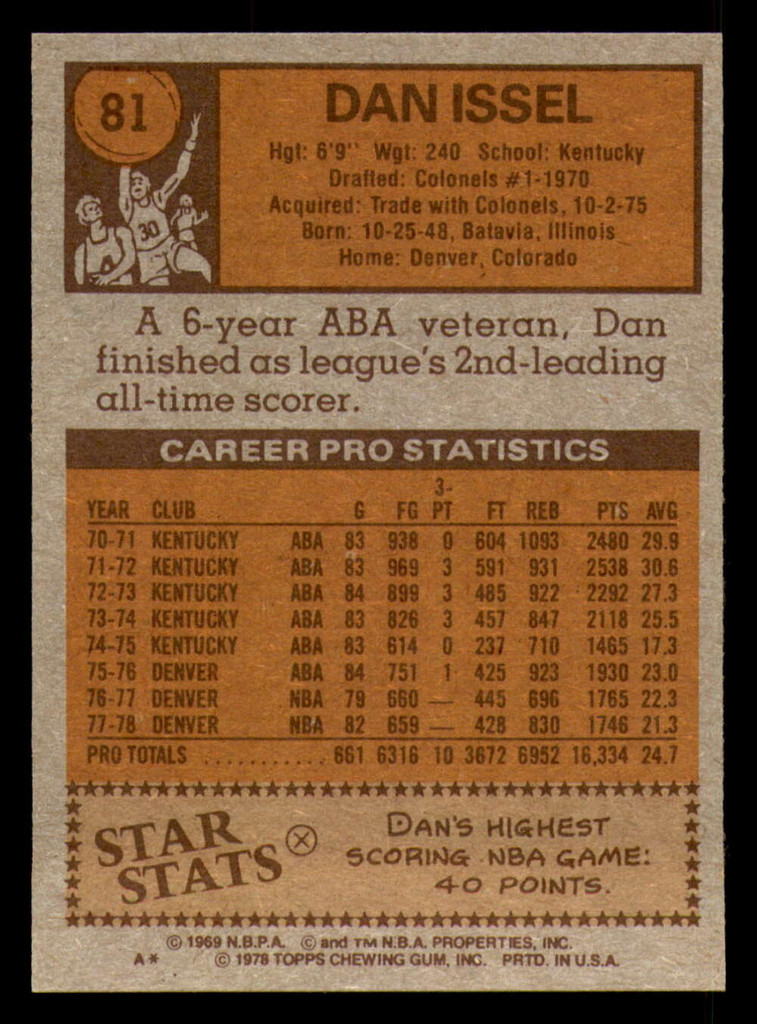 81
DAN ISSEL
Hgt: 6'9" Wgt: 240 School: Kentucky
Drafted: Colonels #1-1970
Acquired: Trade with Colonels, 10-2-75
Born: 10-25-48, Batavia, Illinois
Home: Denver, Colorado
30
A 6-year ABA veteran, Dan
finished as league's 2nd-leading
all-time scorer.
CAREER PRO STATISTICS
YEAR CLUB G FG 3-PT FT REB PTS AVG
70-71 KENTUCKY ABA 83 938 0 604 1093 2480 29.9
71-72 KENTUCKY ABA 83 969 3 591 931 2538 30.6
72-73 KENTUCKY ABA 84 899 3 485 922 2292 27.3
73-74 KENTUCKY ABA 83 826 3 457 847 2118 25.5
74-75 KENTUCKY ABA 83 614 0 237 710 1465 17.3
75-76 DENVER ABA 84 751 1 425 923 1930 23.0
76-77 DENVER NBA 79 660 — 445 696 1765 22.3
77-78 DENVER NBA 82 659 — 428 830 1746 21.3
PRO TOTALS ........... 661 6316 10 3672 6952 16,334 24.7
STAR
STATS
DAN'S HIGHEST
SCORING NBA GAME:
40 POINTS.
© 1969 N.B.P.A. © and TM N.B.A. PROPERTIES, INC.
A* © 1978 TOPPS CHEWING GUM, INC. PRTD. IN U.S.A.